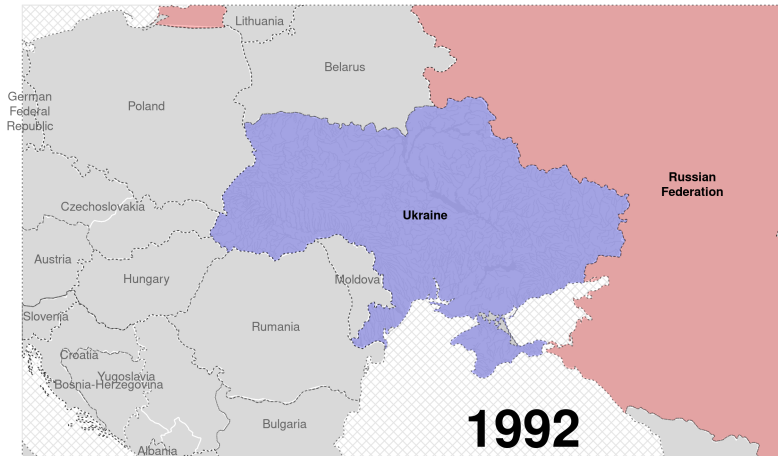 Lithuania
Belarus
German
Federal
Republic
Poland
Russian
Federation
Czechoslovakia
Ukraine
Austria
Hungary
Moldova
Slovenia
Rumania
Croatia
Yugoslavia
Bosnia-Herzegovina
Bulgaria
1992
Albania